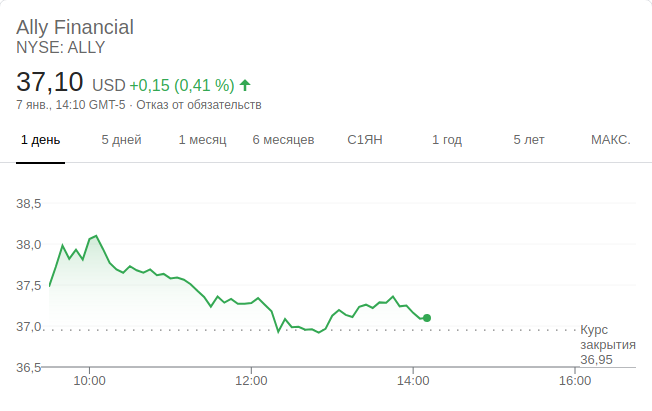 Ally Financial
NYSE: ALLY
37,10 USD +0,15 (0,41 %)
7 янв., 14:10 GMT-5 · Отказ от обязательств
1 день 5 дней 1 месяц 6 месяцев С1ЯН 1 год 5 лет МАКС.
38,5
38,0
37,5
37,0
Курс
закрытия
36,95
36,5
10:00 12:00 14:00 16:00